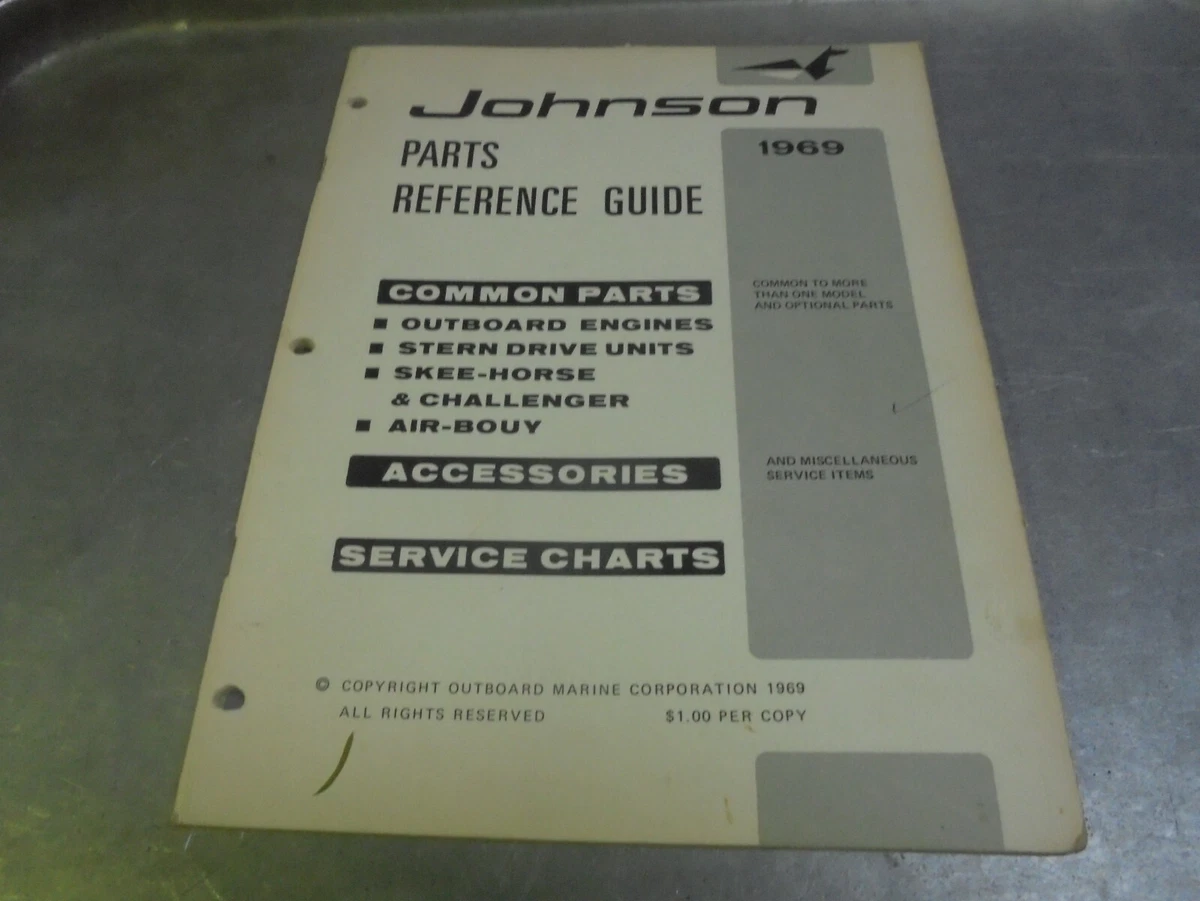 Johnson
PARTS
REFERENCE GUIDE
1969
COMMON PARTS
COMMON TO MORE
THAN ONE MODEL
AND OPTIONAL PARTS
■ OUTBOARD ENGINES
■ STERN DRIVE UNITS
■ SKEE-HORSE
& CHALLENGER
■ AIR-BOUY
ACCESSORIES
AND MISCELLANEOUS
SERVICE ITEMS
SERVICE CHARTS
© COPYRIGHT OUTBOARD MARINE CORPORATION 1969
ALL RIGHTS RESERVED $1.00 PER COPY